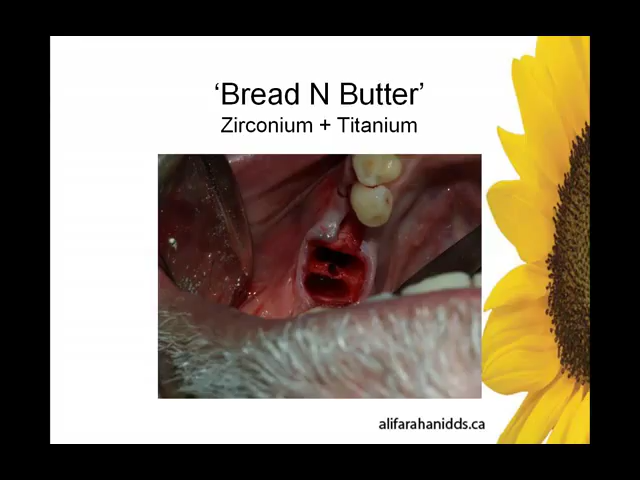 ‘Bread N Butter’
Zirconium + Titanium
alifarahanidds.ca